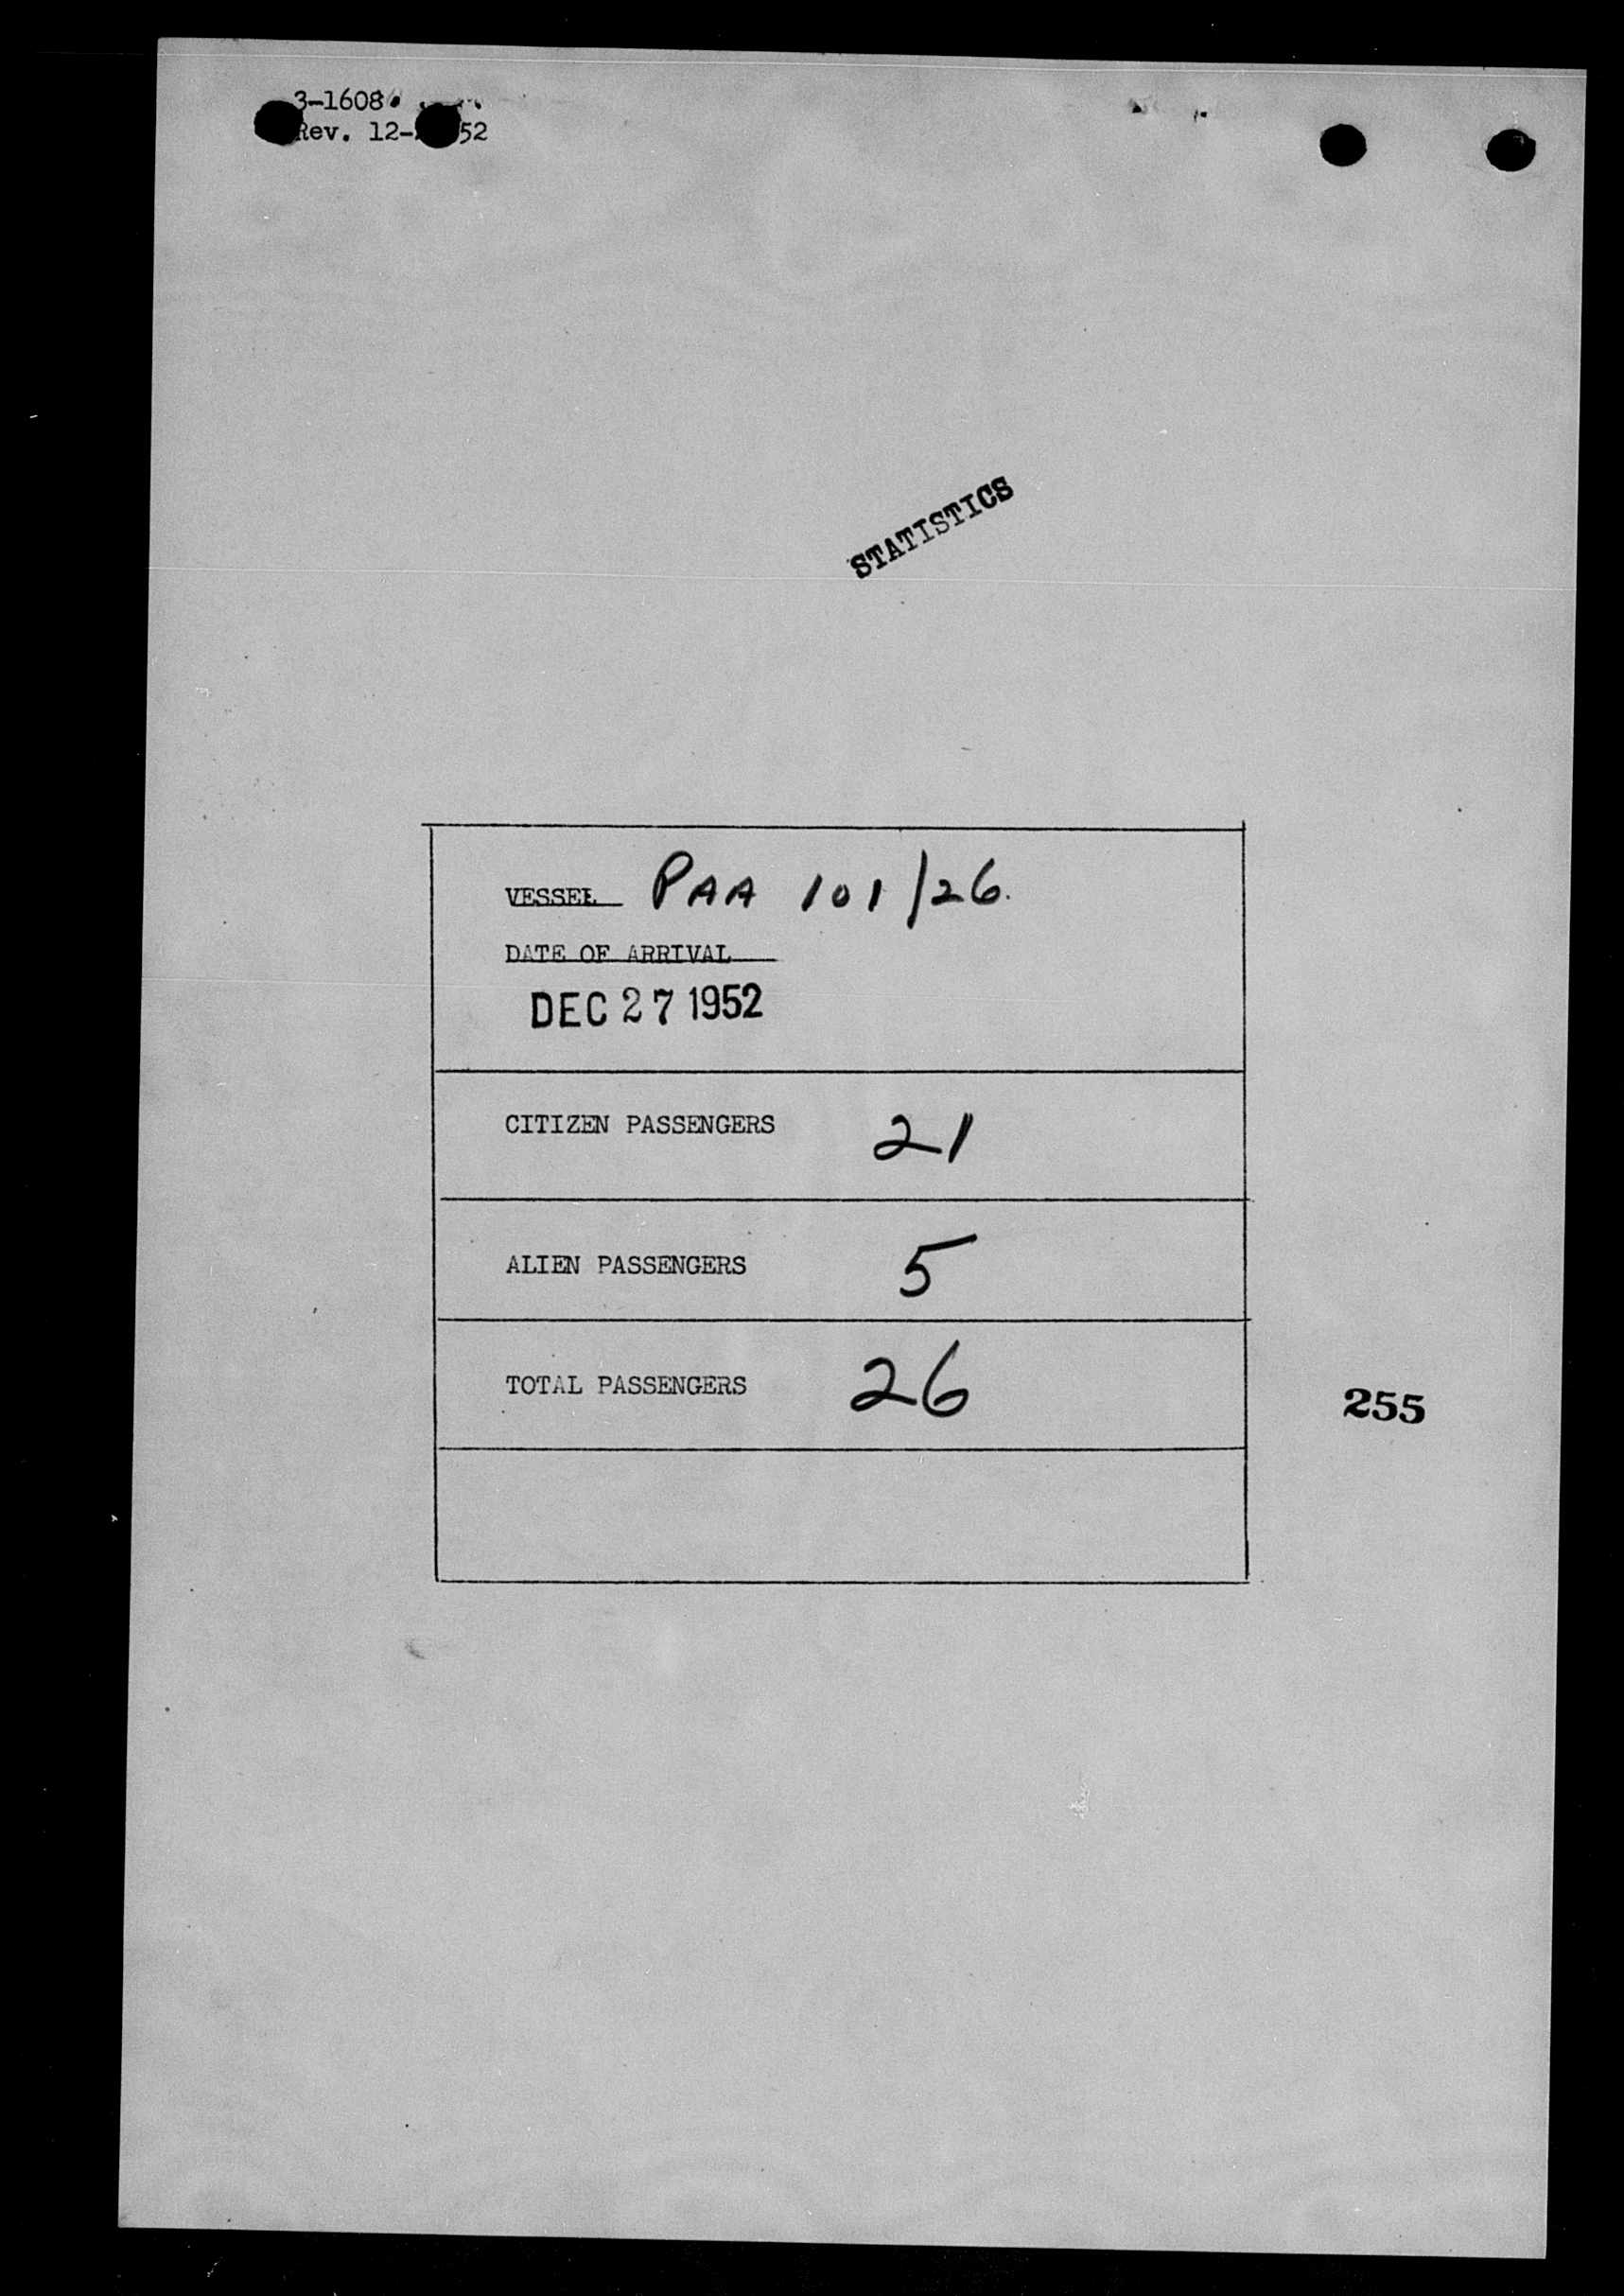 3-1608
Rev. 12- 52
STATISTICS
VESSEL PAA 101/26.
DATE OF ARRIVAL
DEC 27 1952
CITIZEN PASSENGERS 21
ALIEN PASSENGERS 5
TOTAL PASSENGERS 26
255